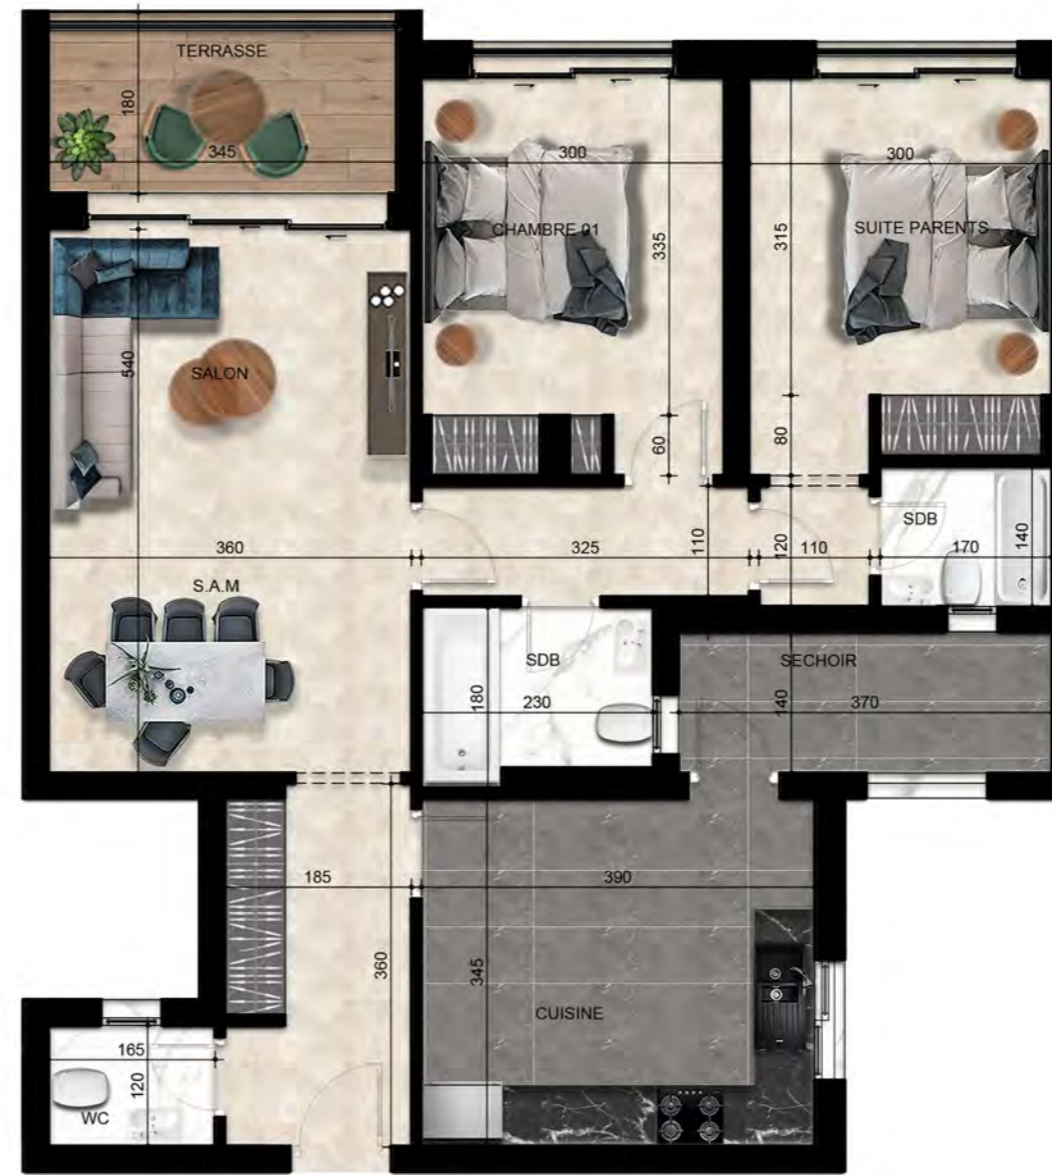 TERRASSE
180
345
300
300
CHAMBRE 01
335
315
SUITE PARENTS
540
SALON
60
80
SDB
360
325
110
120
110
170
140
S.A.M
SDB
180
230
SECHOIR
140
370
185
390
360
345
CUISINE
165
120
WC